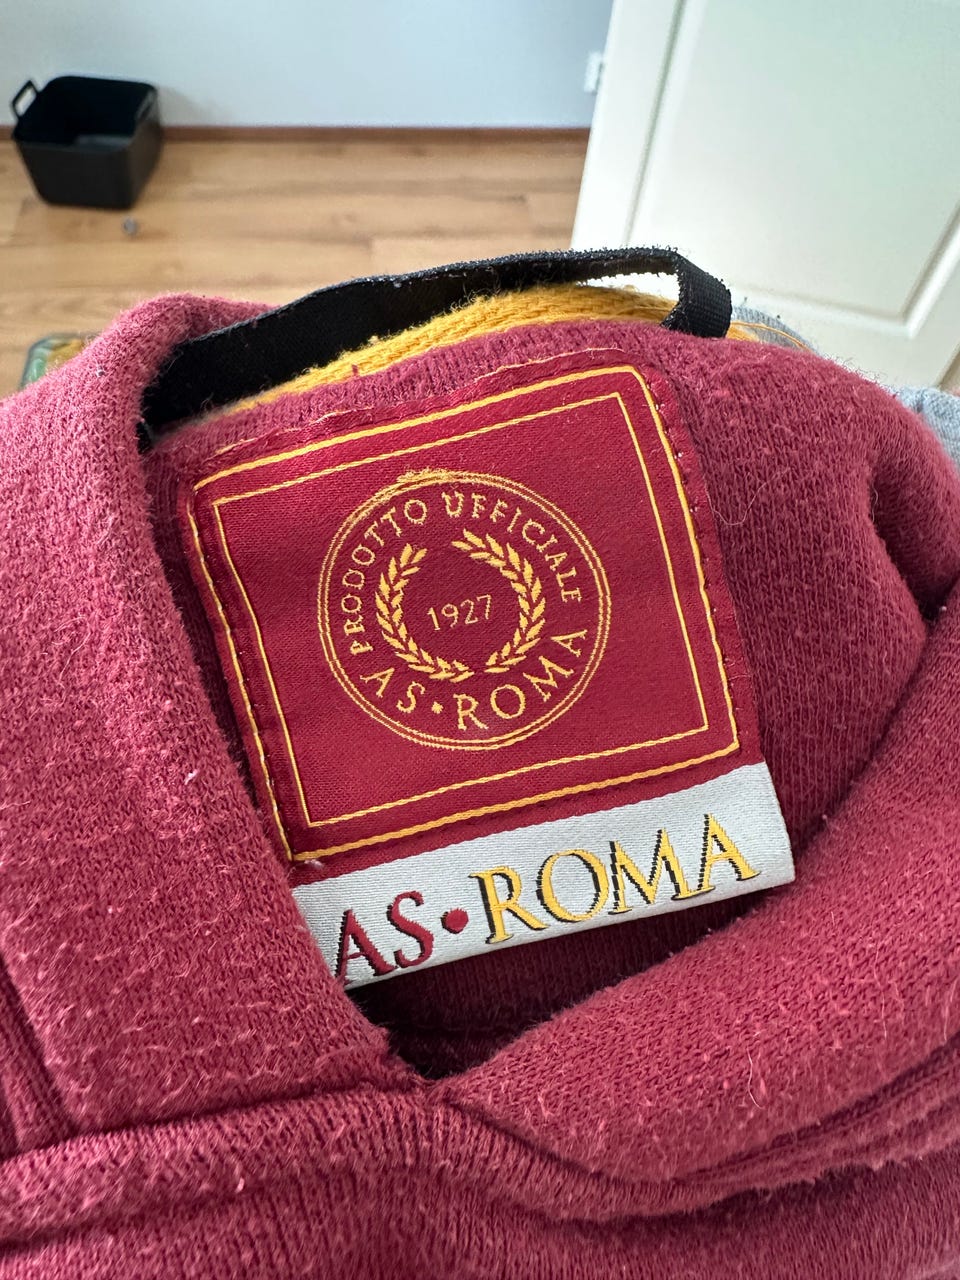 PRODOTTO UFFICIALE
1927
AS·ROMA
AS·ROMA